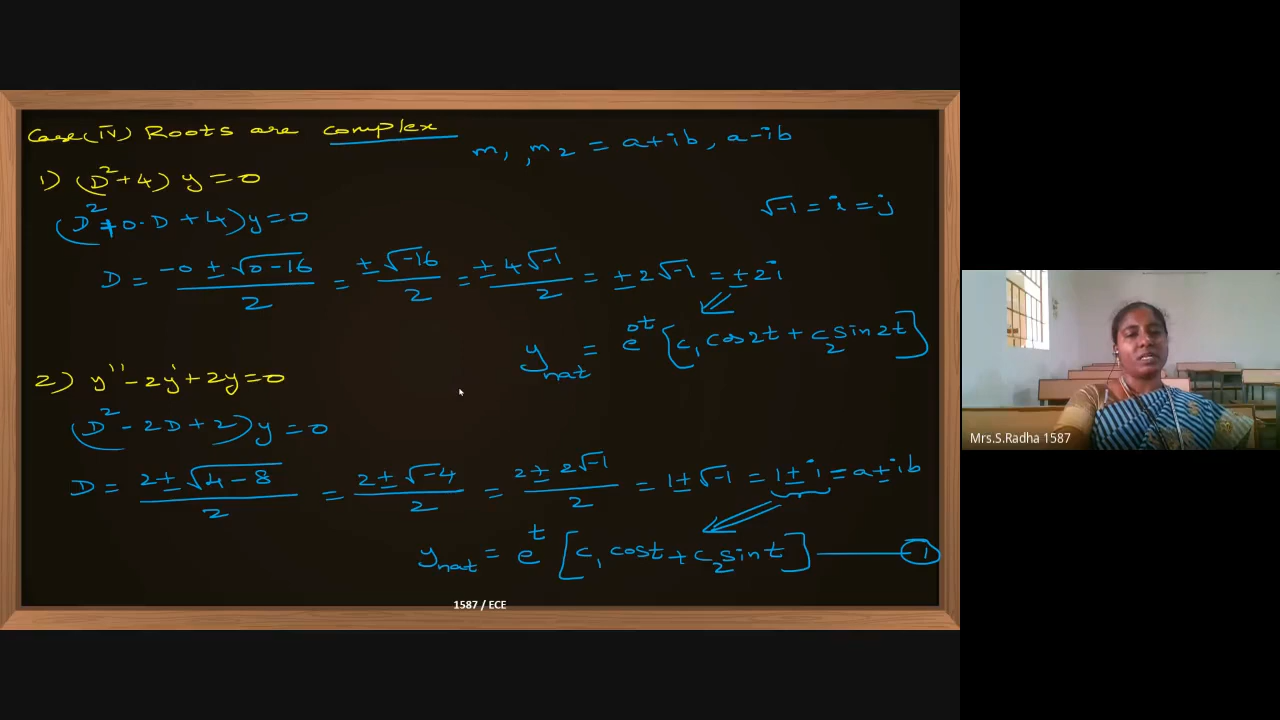 Case(IV) Roots are complex
m₁, m₂ = a+ib, a-ib
1) (D²+4) y = 0
(D²+0·D+4)y=0
√-1 = i = j
D = -0 ± √0-16 / 2 = ± √-16 / 2 = ± 4√-1 / 2 = ± 2√-1 = ± 2i
y_nat = e^0t [c₁ cos2t + c₂ sin2t]
2) y'' - 2y' + 2y = 0
(D² - 2D + 2)y = 0
D = 2 ± √4-8 / 2 = 2 ± √-4 / 2 = 2 ± 2√-1 / 2 = 1 ± √-1 = 1 ± i = a ± ib
y_nat = e^t [c₁ cost + c₂ sint] — 1
1587 / ECE
Mrs.S.Radha 1587